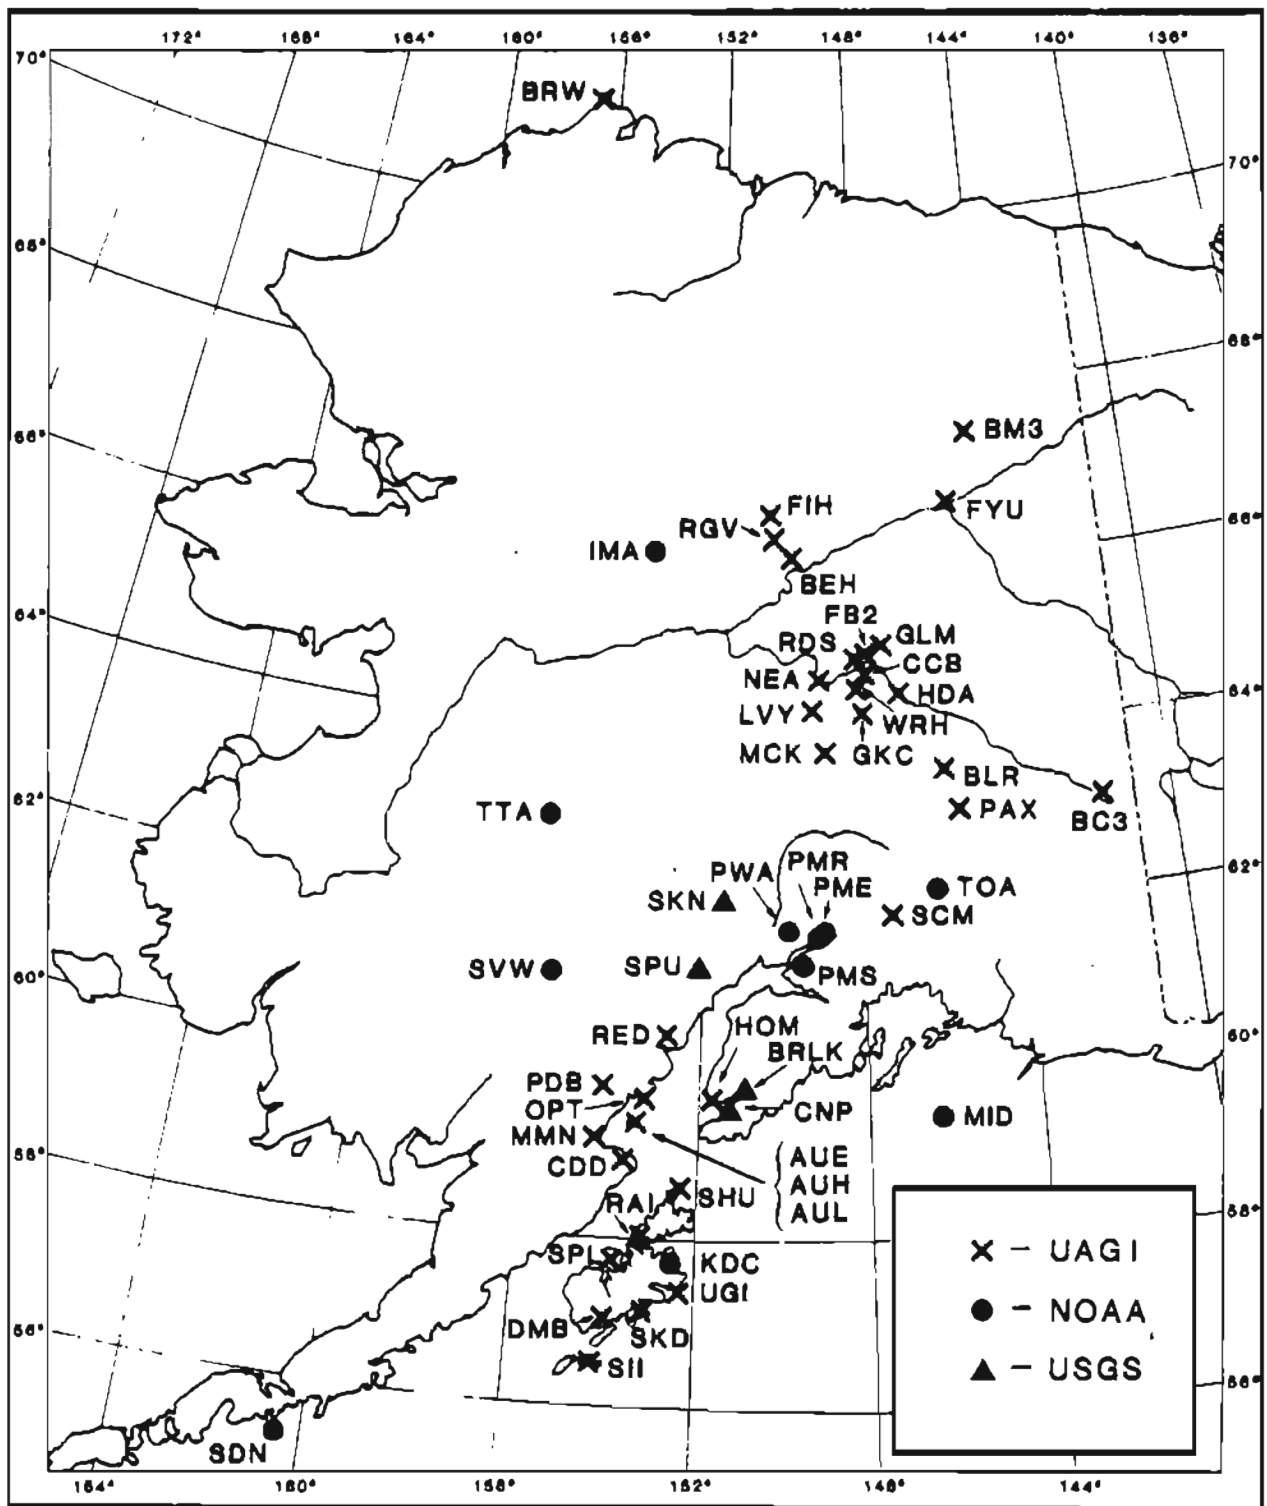 172° 168° 164° 160° 156° 152° 148° 144° 140° 136°
70°
BRW
70°
68°
68°
66°
BM3
FIH
FYU
66°
RGV
IMA
BEH
64°
FB2
GLM
RDS
CCB
NEA
HDA
64°
LVY
WRH
MCK
GKC
BLR
62°
TTA
PAX
BC3
PMR
62°
PWA
PME
SKN
TOA
SCM
60°
SVW
SPU
PMS
HOM
60°
RED
BRLK
PDB
OPT
CNP
MID
MMN
58°
CDD
AUE
AUH
RAI
SHU
AUL
58°
SPL
KDC
UAGI
UGI
NOAA
56°
DMB
SKD
SII
USGS
56°
SDN
164° 160° 156° 152° 148° 144°